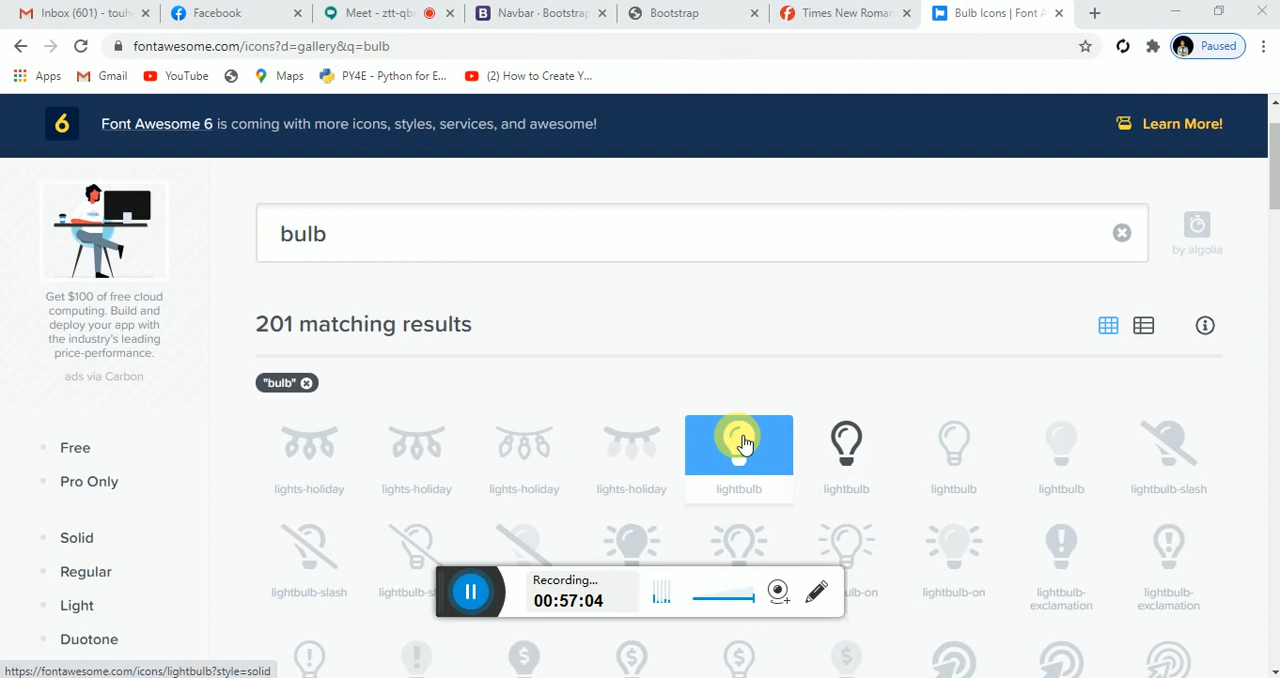 Inbox (601) - touh
Facebook
Meet - ztt-qb
Navbar · Bootstrap
Bootstrap
Times New Roma
Bulb Icons | Font A
fontawesome.com/icons?d=gallery&q=bulb
Paused
Apps
Gmail
YouTube
Maps
PY4E - Python for E...
(2) How to Create Y...
6
Font Awesome 6 is coming with more icons, styles, services, and awesome!
Learn More!
bulb
by algolia
Get $100 of free cloud
computing. Build and
deploy your app with
the industry's leading
price-performance.
ads via Carbon
201 matching results
"bulb"
Free
Pro Only
Solid
Regular
Light
Duotone
lights-holiday
lights-holiday
lights-holiday
lights-holiday
lightbulb
lightbulb
lightbulb
lightbulb
lightbulb-slash
lightbulb-slash
lightbulb-sl
lb-on
lightbulb-on
lightbulb-
exclamation
lightbulb-
exclamation
Recording...
00:57:04
https://fontawesome.com/icons/lightbulb?style=solid